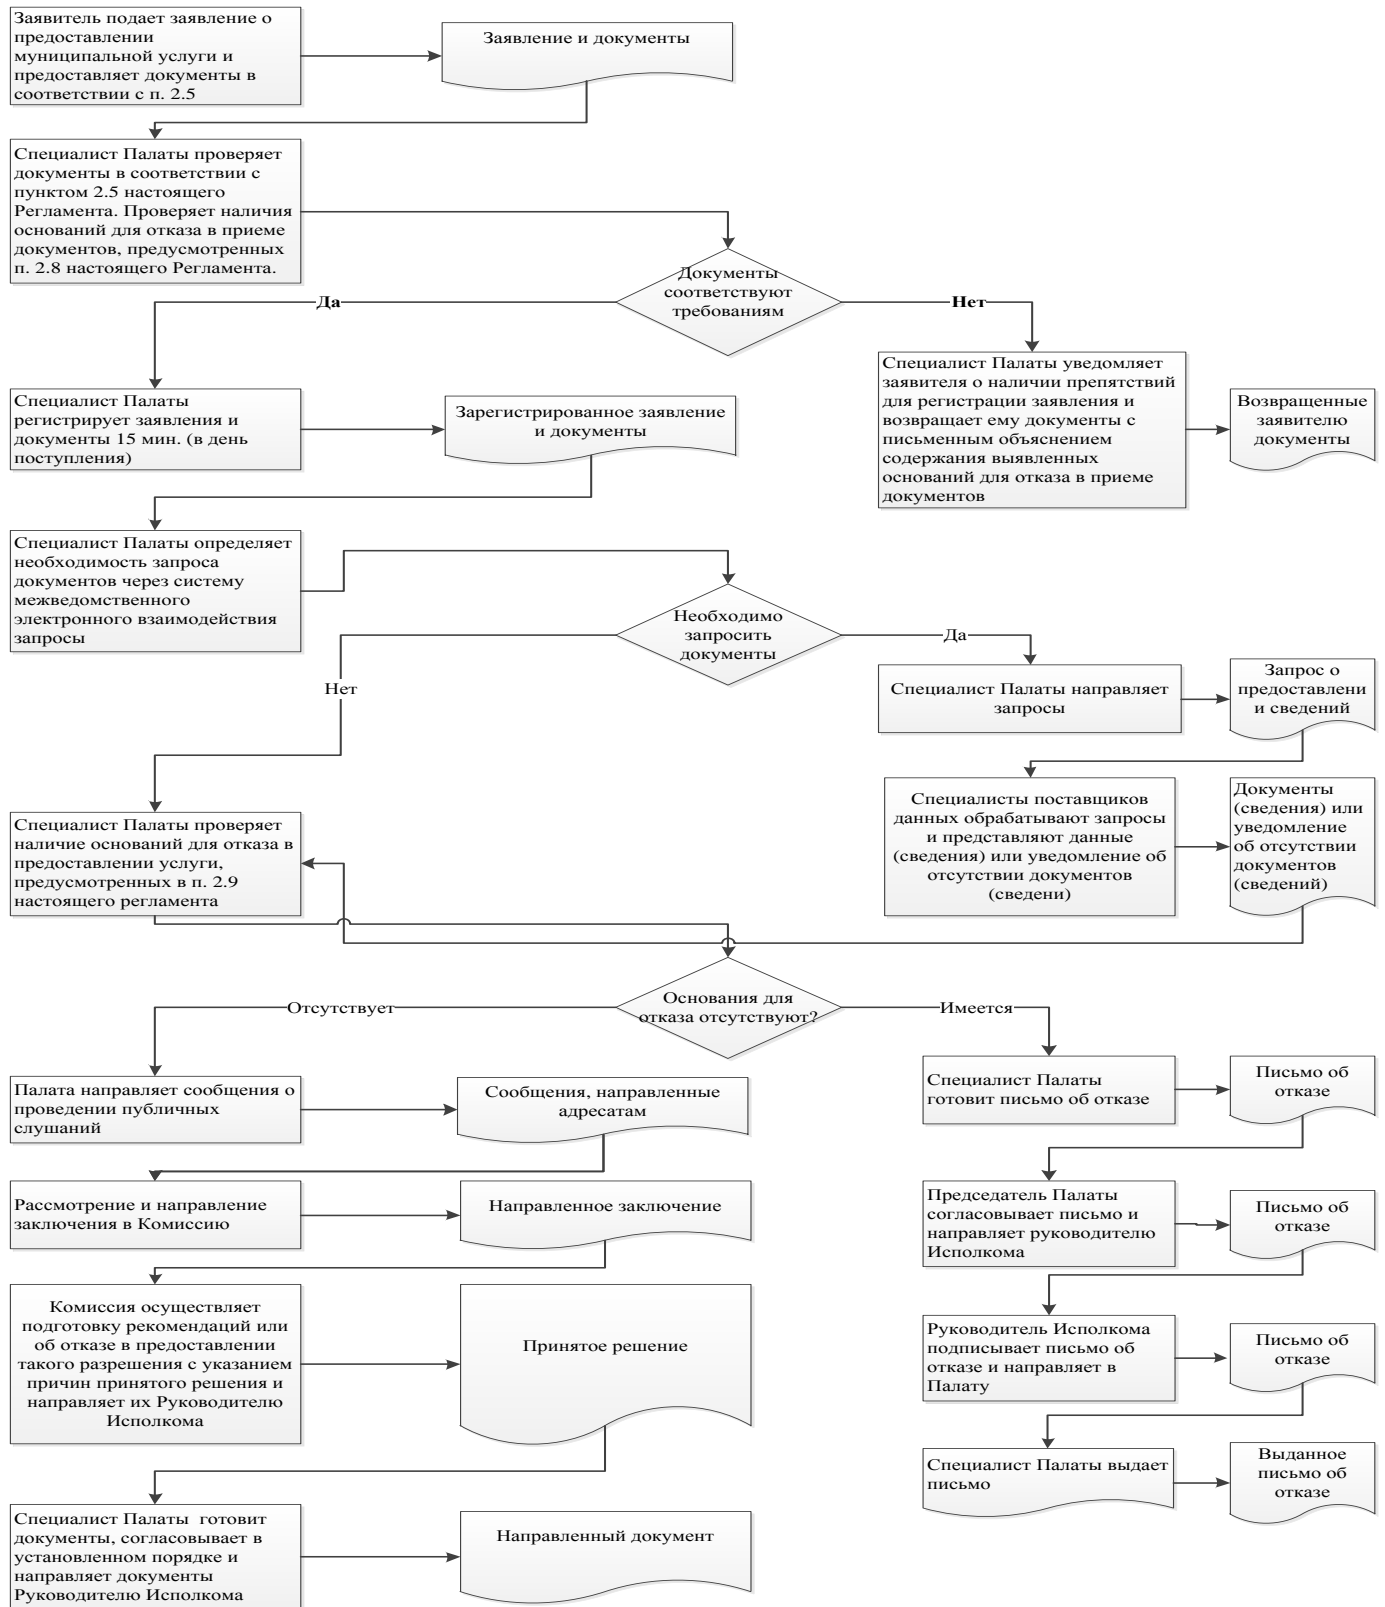 Заявитель подает заявление о
предоставлении
муниципальной услуги и
предоставляет документы в
соответствии с п. 2.5
Заявление и документы
Специалист Палаты проверяет
документы в соответствии с
пунктом 2.5 настоящего
Регламента. Проверяет наличия
оснований для отказа в приеме
документов, предусмотренных
п. 2.8 настоящего Регламента.
Документы
соответствуют
требованиям
Да
Нет
Специалист Палаты
регистрирует заявления и
документы 15 мин. (в день
поступления)
Зарегистрированное заявление
и документы
Специалист Палаты уведомляет
заявителя о наличии препятствий
для регистрации заявления и
возвращает ему документы с
письменным объяснением
содержания выявленных
оснований для отказа в приеме
документов
Возвращенные
заявителю
документы
Специалист Палаты определяет
необходимость запроса
документов через систему
межведомственного
электронного взаимодействия
запросы
Необходимо
запросить
документы
Да
Нет
Специалист Палаты направляет
запросы
Запрос о
предоставлени
и сведений
Специалисты поставщиков
данных обрабатывают запросы
и представляют данные
(сведения) или уведомление об
отсутствии документов
(сведени)
Документы
(сведения) или
уведомление
об отсутствии
документов
(сведений)
Специалист Палаты проверяет
наличие оснований для отказа в
предоставлении услуги,
предусмотренных в п. 2.9
настоящего регламента
Основания для
отказа отсутствуют?
Отсутствует
Имеется
Палата направляет сообщения о
проведении публичных
слушаний
Сообщения, направленные
адресатам
Специалист Палаты
готовит письмо об отказе
Письмо об
отказе
Рассмотрение и направление
заключения в Комиссию
Направленное заключение
Председатель Палаты
согласовывает письмо и
направляет руководителю
Исполкома
Письмо об
отказе
Комиссия осуществляет
подготовку рекомендаций или
об отказе в предоставлении
такого разрешения с указанием
причин принятого решения и
направляет их Руководителю
Исполкома
Принятое решение
Руководитель Исполкома
подписывает письмо об
отказе и направляет в
Палату
Письмо об
отказе
Специалист Палаты выдает
письмо
Выданное
письмо об
отказе
Специалист Палаты  готовит
документы, согласовывает в
установленном порядке и
направляет документы
Руководителю Исполкома
Направленный документ